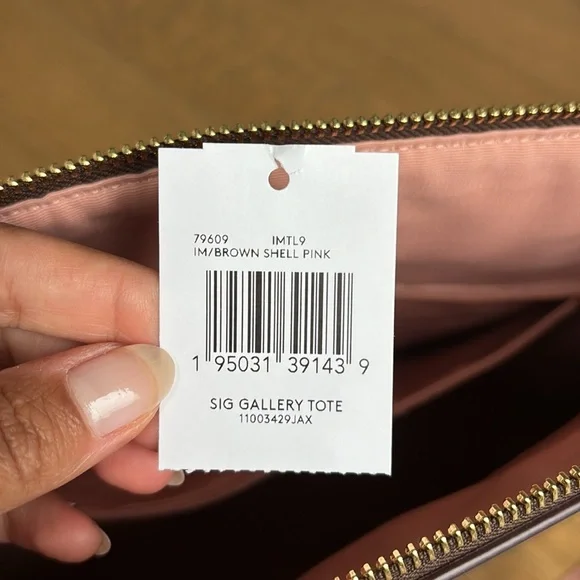 79609 IMTL9
IM/BROWN SHELL PINK
1 95031 39143 9
SIG GALLERY TOTE
11003429JAX